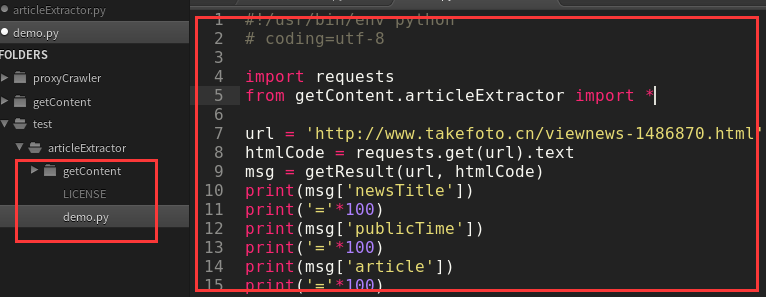 articleExtractor.py
demo.py
FOLDERS
proxyCrawler
getContent
test
articleExtractor
getContent
LICENSE
demo.py
1 #!/usr/bin/env python
2 # coding=utf-8
3
4 import requests
5 from getContent.articleExtractor import *
6
7 url = 'http://www.takefoto.cn/viewnews-1486870.html'
8 htmlCode = requests.get(url).text
9 msg = getResult(url, htmlCode)
10 print(msg['newsTitle'])
11 print('='*100)
12 print(msg['publicTime'])
13 print('='*100)
14 print(msg['article'])
15 print('='*100)